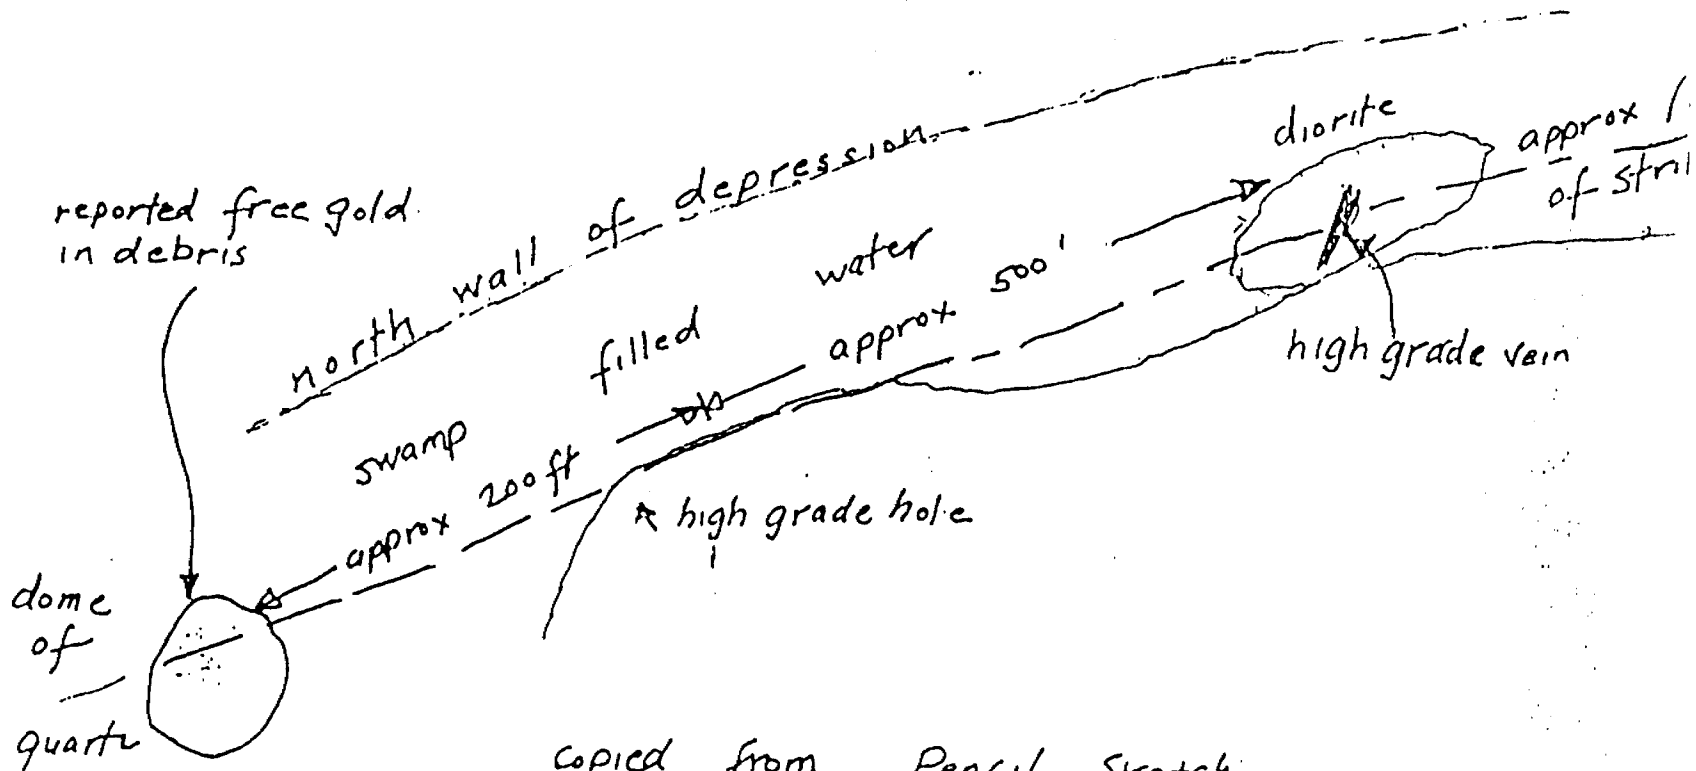 diorite
approx
of
reported free gold
in debris
north wall of depression
swamp filled water
approx 200 ft
approx 500'
high grade vein
high grade hole
dome
of
quartz
copied from Pencil Sketch